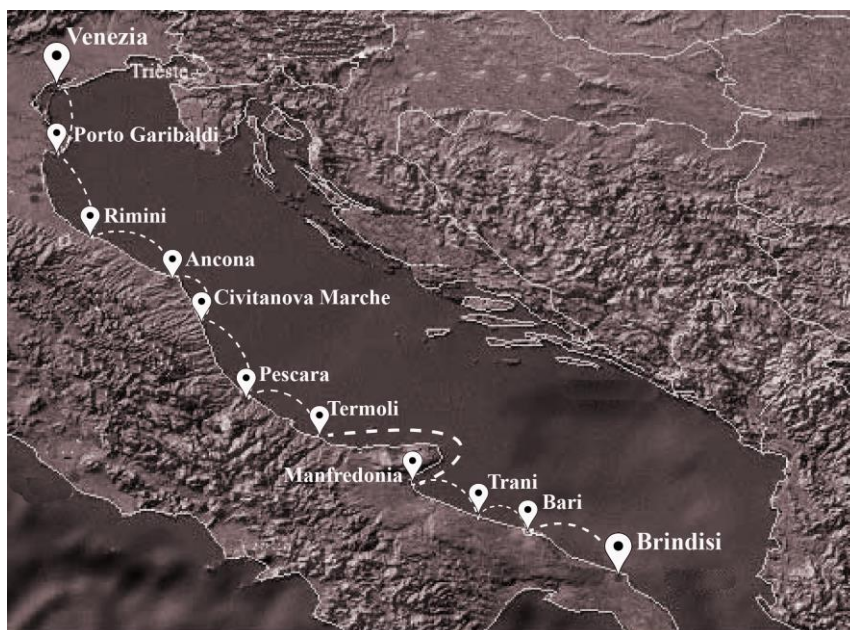 Venezia
Trieste
Porto Garibaldi
Rimini
Ancona
Civitanova Marche
Pescara
Termoli
Manfredonia
Trani
Bari
Brindisi